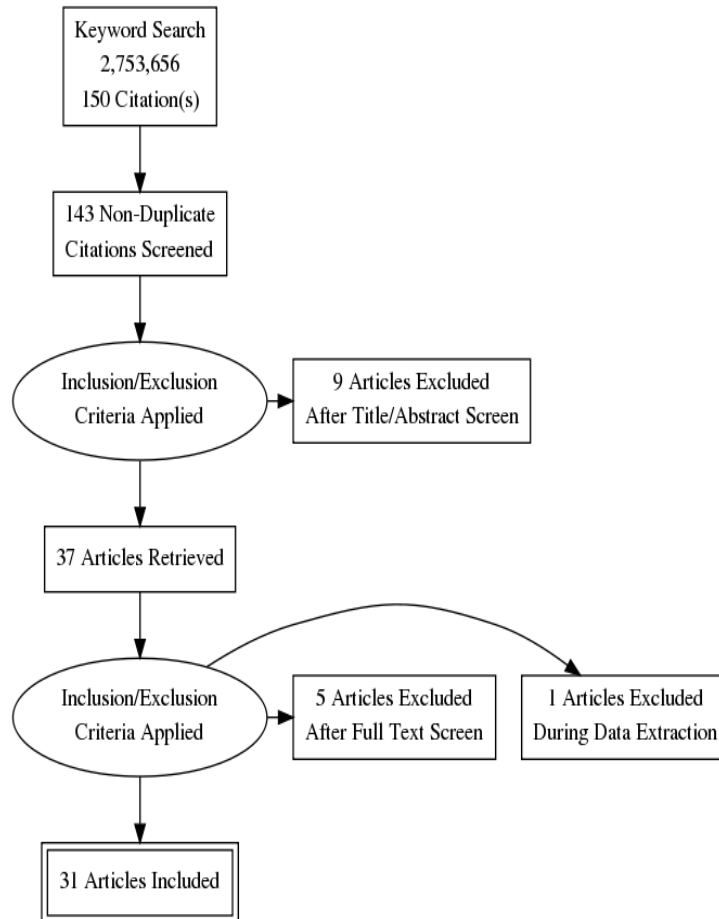 Keyword Search
2,753,656
150 Citation(s)
143 Non-Duplicate
Citations Screened
Inclusion/Exclusion
Criteria Applied
9 Articles Excluded
After Title/Abstract Screen
37 Articles Retrieved
Inclusion/Exclusion
Criteria Applied
5 Articles Excluded
After Full Text Screen
1 Articles Excluded
During Data Extraction
31 Articles Included